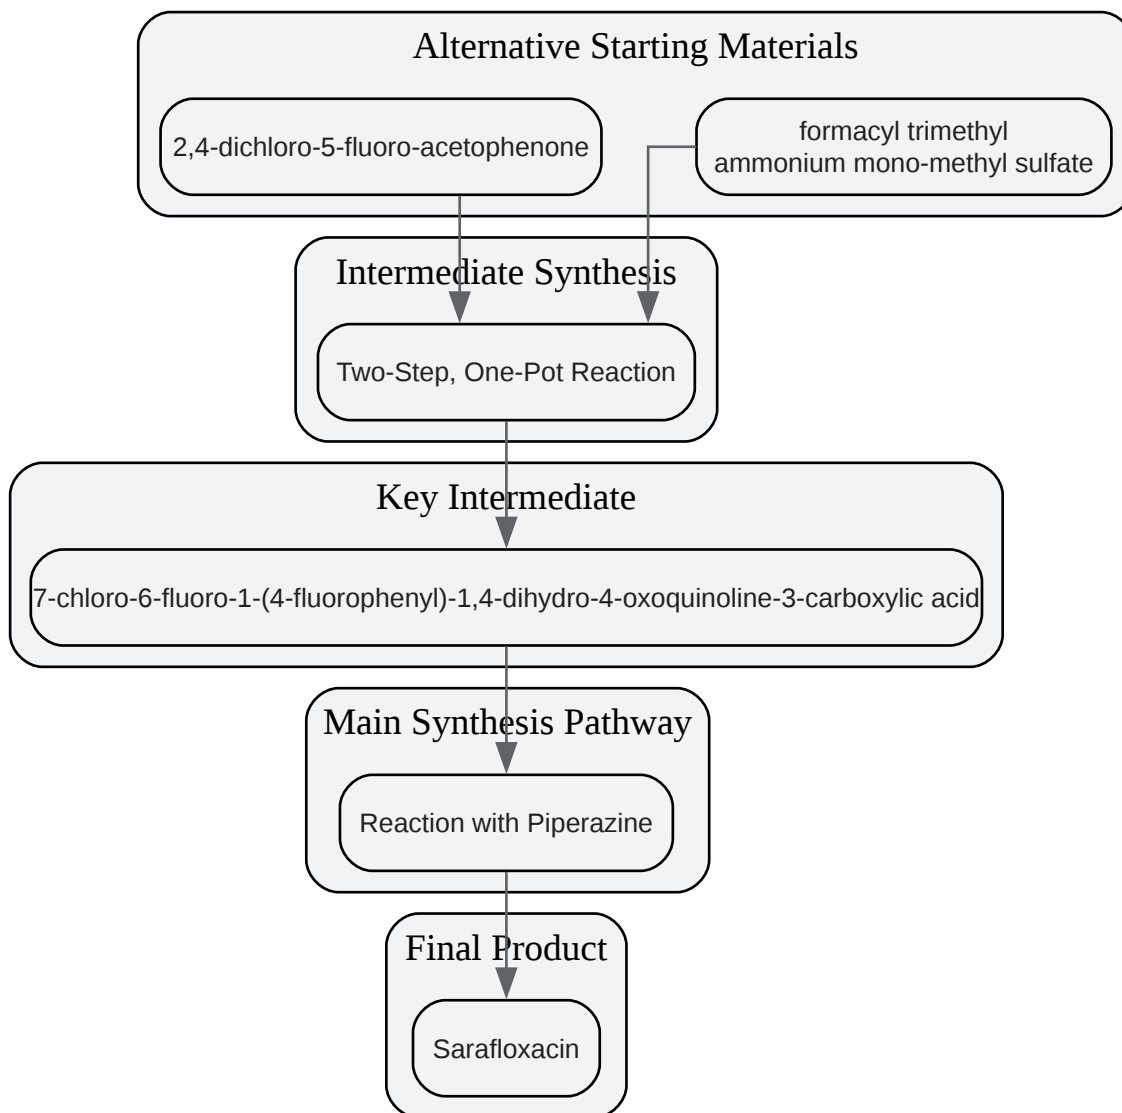 Alternative Starting Materials
2,4-dichloro-5-fluoro-acetophenone
formacyl trimethyl
ammonium mono-methyl sulfate
Intermediate Synthesis
Two-Step, One-Pot Reaction
Key Intermediate
7-chloro-6-fluoro-1-(4-fluorophenyl)-1,4-dihydro-4-oxoquinoline-3-carboxylic acid
Main Synthesis Pathway
Reaction with Piperazine
Final Product
Sarafloxacin